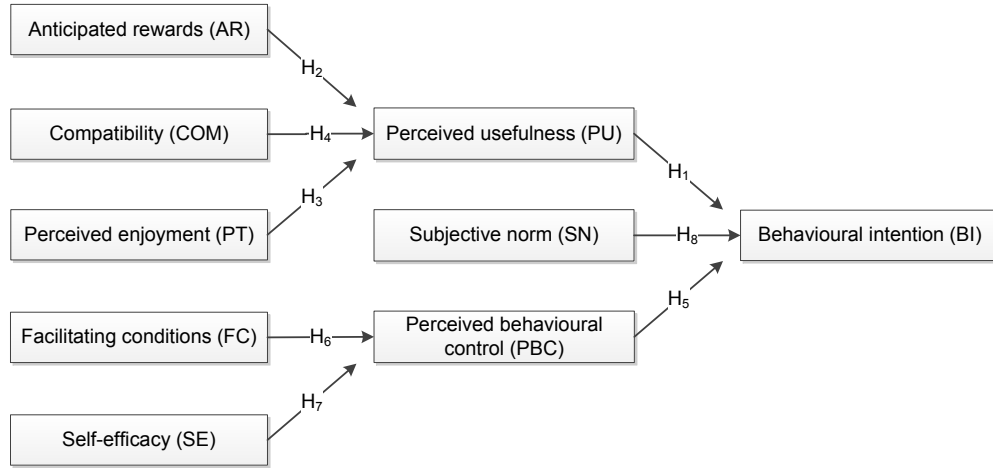 Anticipated rewards (AR)
H₂
Compatibility (COM)
H₄
Perceived usefulness (PU)
H₃
H₁
Perceived enjoyment (PT)
Subjective norm (SN)
H₈
Behavioural intention (BI)
H₅
Facilitating conditions (FC)
H₆
Perceived behavioural
control (PBC)
H₇
Self-efficacy (SE)